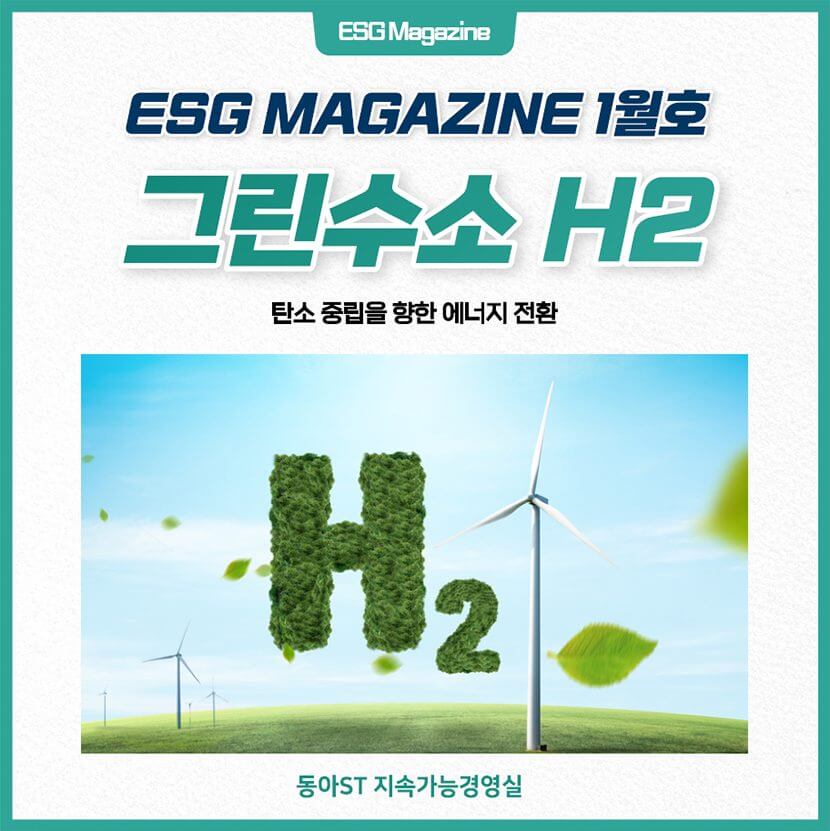 ESG Magazine
ESG MAGAZINE 1월호
그린수소 H2
탄소 중립을 향한 에너지 전환
H2
동아ST 지속가능경영실